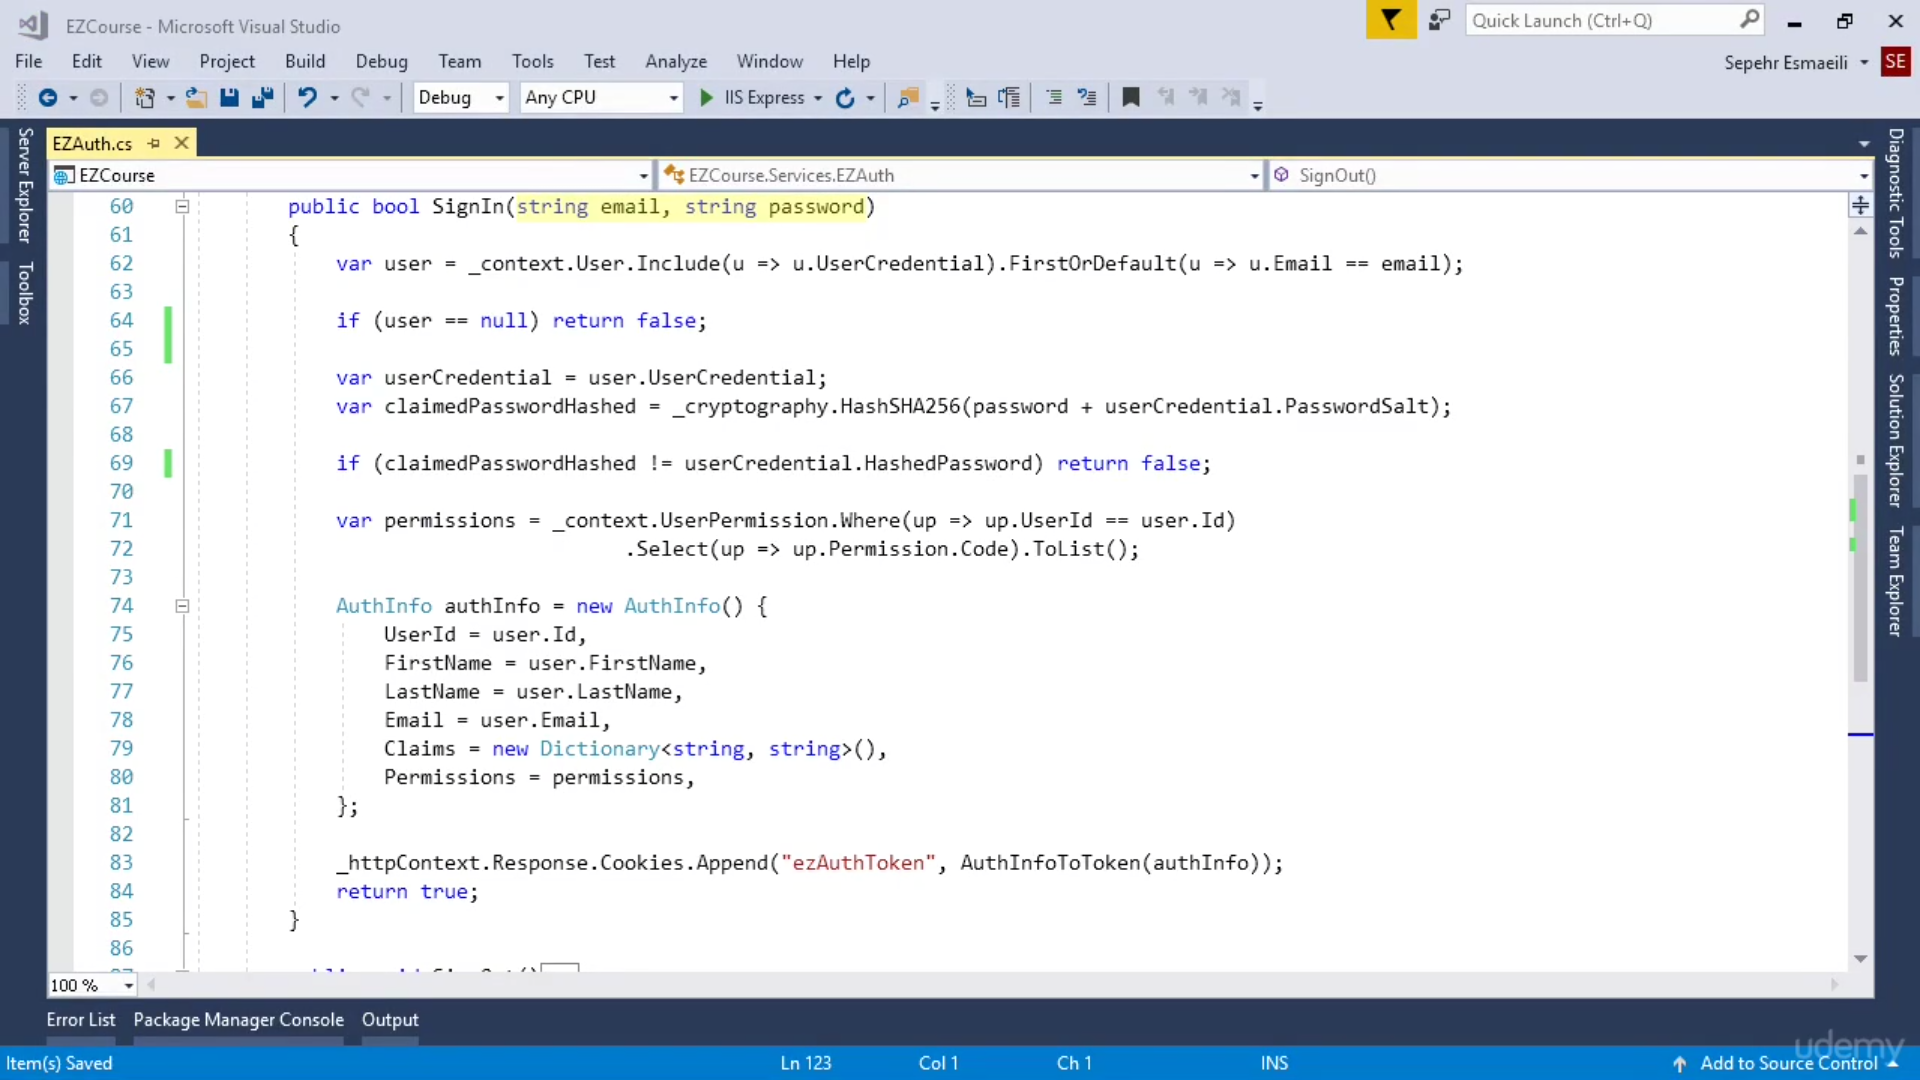 EZCourse - Microsoft Visual Studio
Quick Launch (Ctrl+Q)
File Edit View Project Build Debug Team Tools Test Analyze Window Help
Sepehr Esmaeili SE
Debug Any CPU IIS Express
EZAuth.cs
EZCourse EZCourse.Services.EZAuth SignOut()
Server Explorer
Toolbox
60 public bool SignIn(string email, string password)
61 {
62 var user = _context.User.Include(u => u.UserCredential).FirstOrDefault(u => u.Email == email);
63
64 if (user == null) return false;
65
66 var userCredential = user.UserCredential;
67 var claimedPasswordHashed = _cryptography.HashSHA256(password + userCredential.PasswordSalt);
68
69 if (claimedPasswordHashed != userCredential.HashedPassword) return false;
70
71 var permissions = _context.UserPermission.Where(up => up.UserId == user.Id)
72 .Select(up => up.Permission.Code).ToList();
73
74 AuthInfo authInfo = new AuthInfo() {
75 UserId = user.Id,
76 FirstName = user.FirstName,
77 LastName = user.LastName,
78 Email = user.Email,
79 Claims = new Dictionary<string, string>(),
80 Permissions = permissions,
81 };
82
83 _httpContext.Response.Cookies.Append("ezAuthToken", AuthInfoToToken(authInfo));
84 return true;
85 }
86
Diagnostic Tools
Properties
Solution Explorer
Team Explorer
100 %
Error List Package Manager Console Output
udemy
Item(s) Saved Ln 123 Col 1 Ch 1 INS Add to Source Control